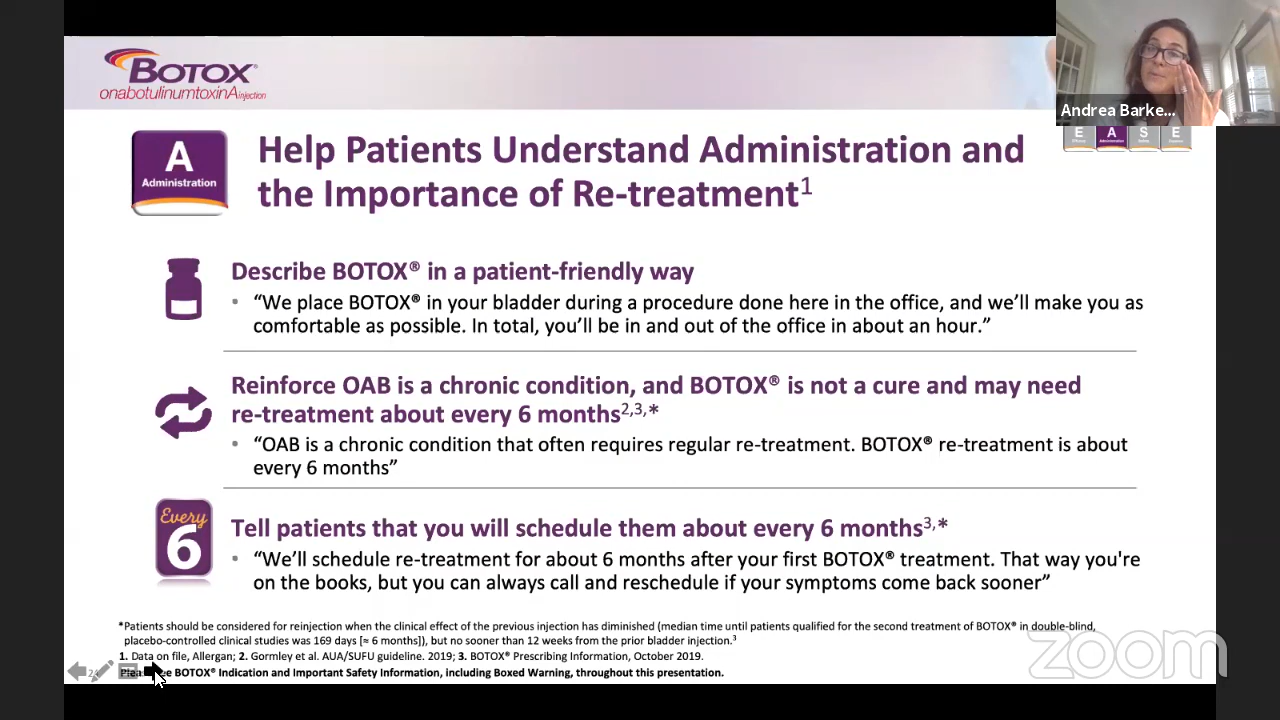 BOTOX®
onabotulinumtoxinA injection
Andrea Barke...
E A S E
Administration
A
Administration
Help Patients Understand Administration and
the Importance of Re-treatment1
Describe BOTOX® in a patient-friendly way
• “We place BOTOX® in your bladder during a procedure done here in the office, and we’ll make you as
comfortable as possible. In total, you’ll be in and out of the office in about an hour.”
Reinforce OAB is a chronic condition, and BOTOX® is not a cure and may need
re-treatment about every 6 months2,3,*
• “OAB is a chronic condition that often requires regular re-treatment. BOTOX® re-treatment is about
every 6 months”
Every
6
Tell patients that you will schedule them about every 6 months3,*
• “We’ll schedule re-treatment for about 6 months after your first BOTOX® treatment. That way you're
on the books, but you can always call and reschedule if your symptoms come back sooner”
*Patients should be considered for reinjection when the clinical effect of the previous injection has diminished (median time until patients qualified for the second treatment of BOTOX® in double-blind,
placebo-controlled clinical studies was 169 days [≈ 6 months]), but no sooner than 12 weeks from the prior bladder injection.3
1. Data on file, Allergan; 2. Gormley et al. AUA/SUFU guideline. 2019; 3. BOTOX® Prescribing Information, October 2019.
BOTOX® Indication and Important Safety Information, including Boxed Warning, throughout this presentation.
zoom